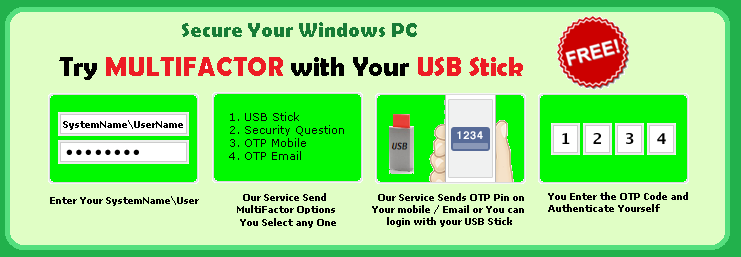 Secure Your Windows PC
Try MULTIFACTOR with Your USB Stick
FREE!
SystemName\UserName
••••••••
Enter Your SystemName\User
1. USB Stick
2. Security Question
3. OTP Mobile
4. OTP Email
Our Service Send
MultiFactor Options
You Select any One
USB
1234
Our Service Sends OTP Pin on
Your mobile / Email or You can
login with your USB Stick
1 2 3 4
You Enter the OTP Code and
Authenticate Yourself